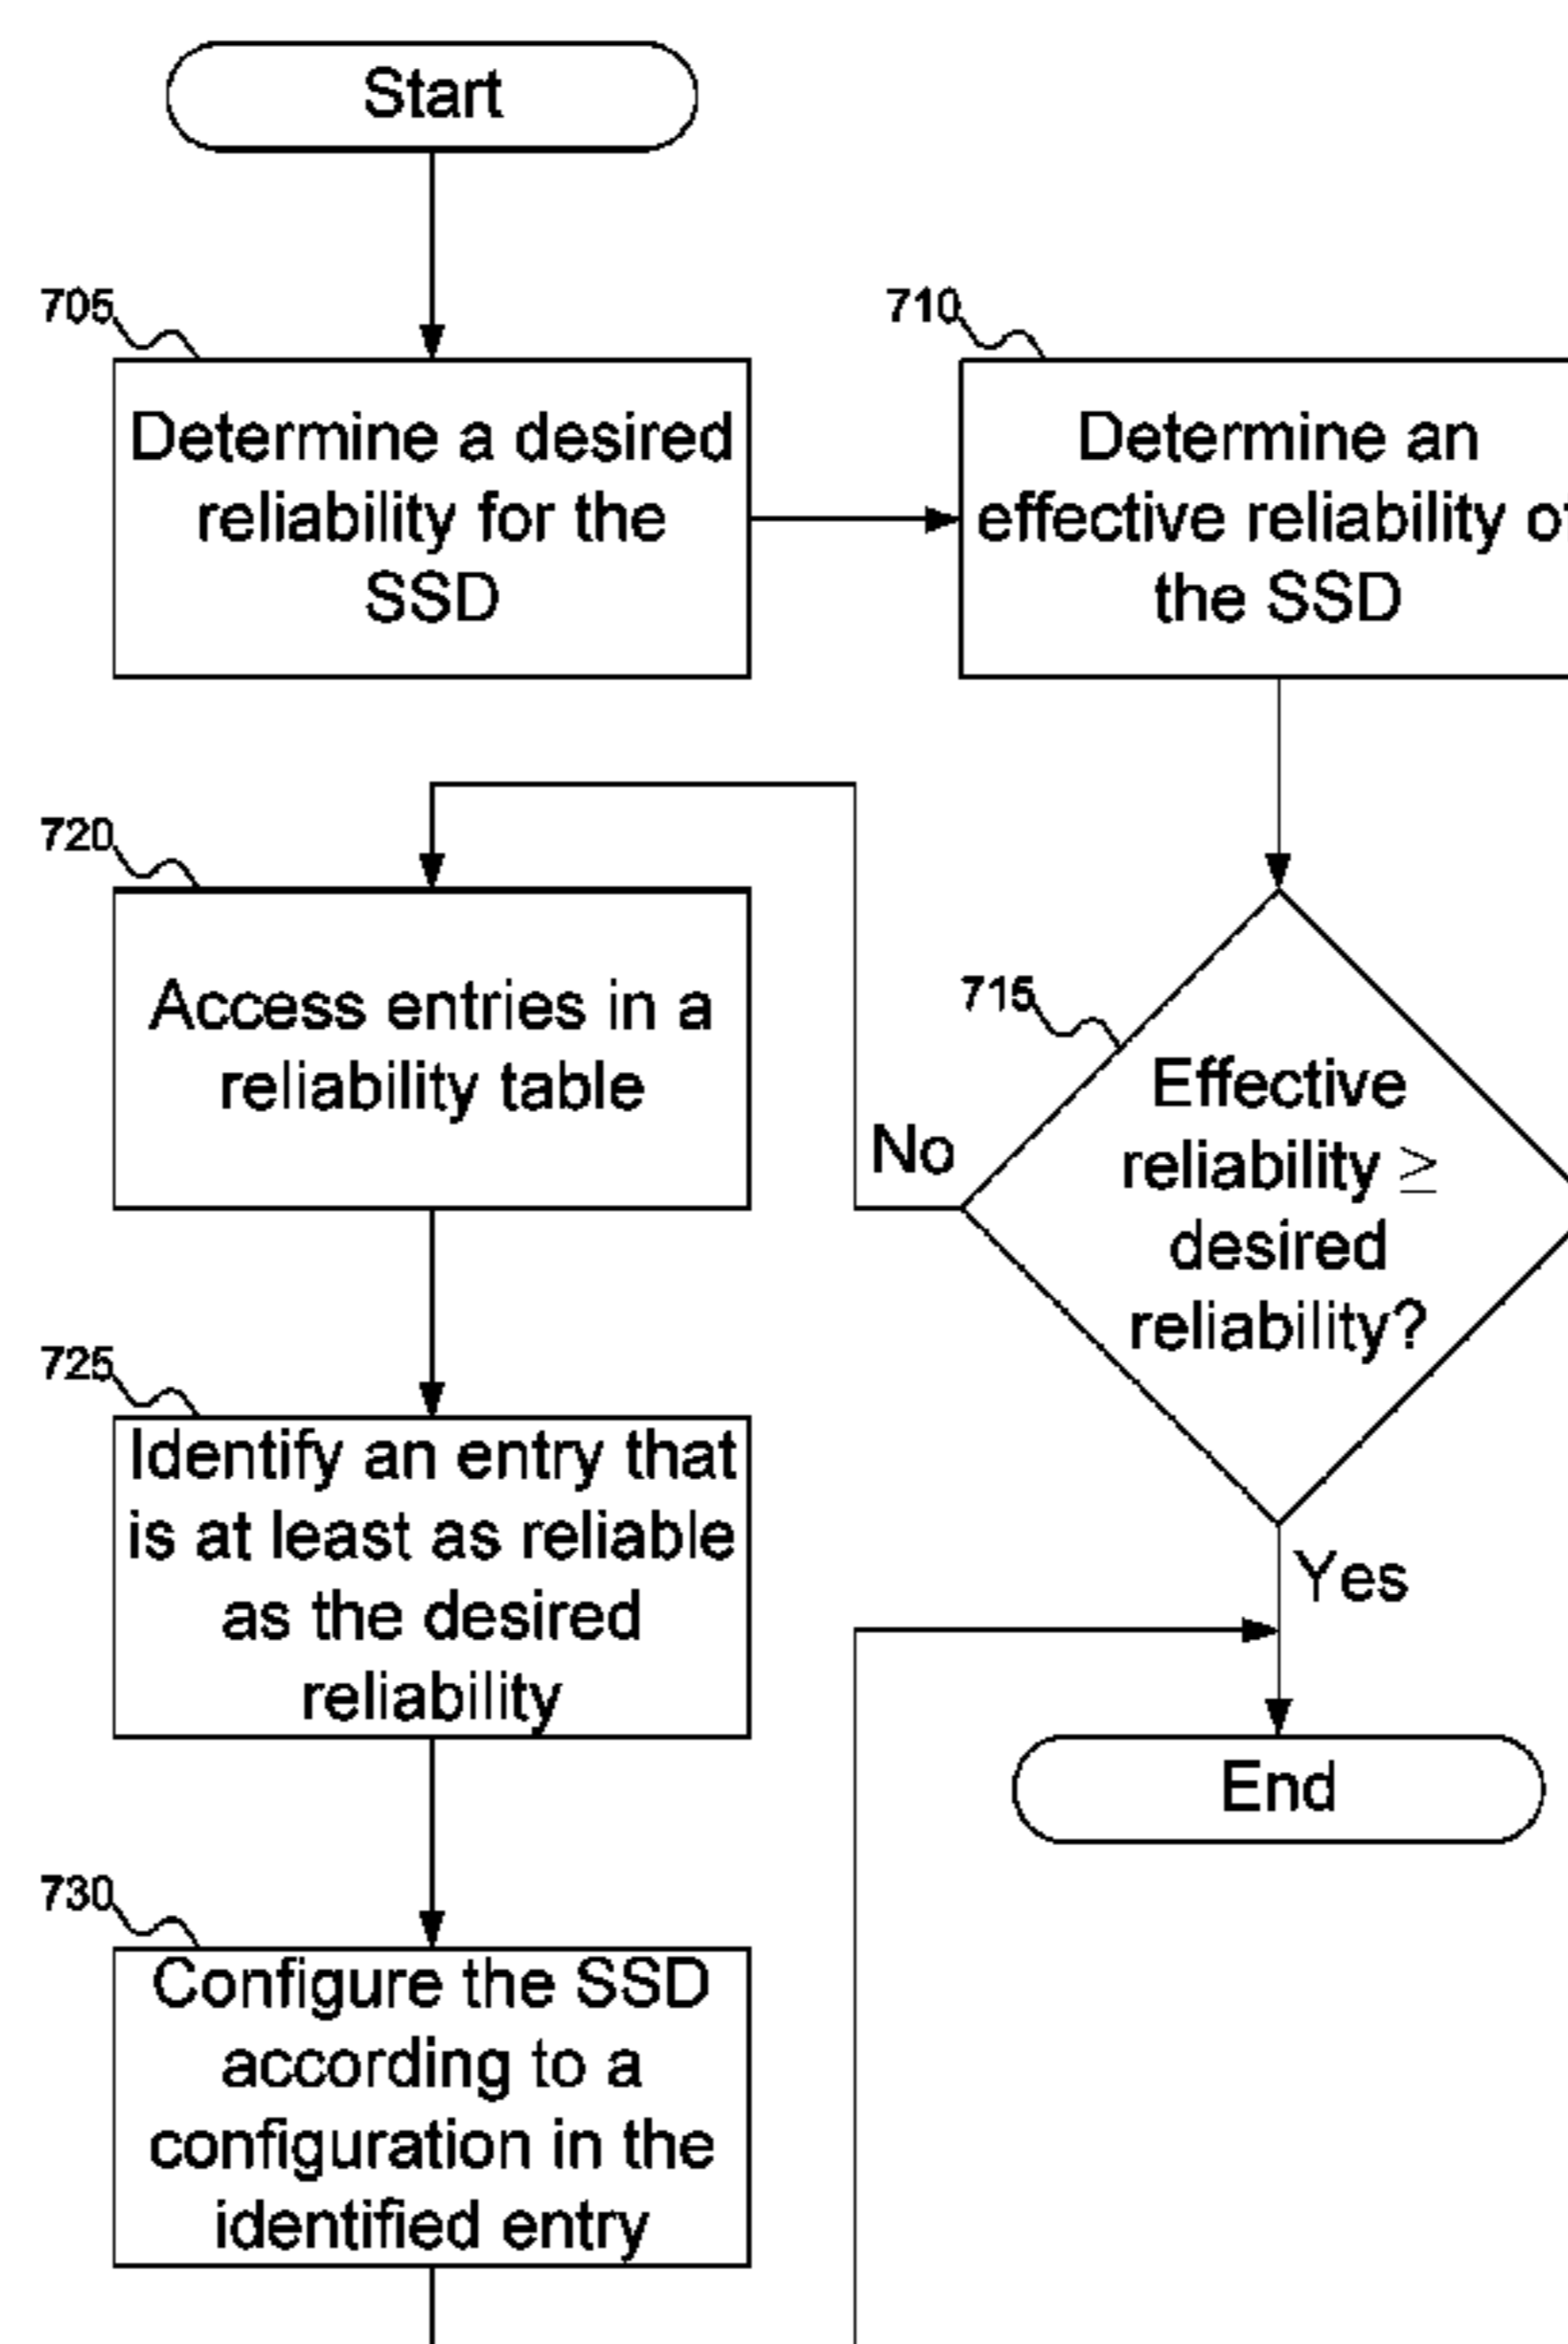 Start
705
Determine a desired
reliability for the
SSD
710
Determine an
effective reliability of
the SSD
715
Effective
reliability ≥
desired
reliability?
No
Yes
720
Access entries in a
reliability table
725
Identify an entry that
is at least as reliable
as the desired
reliability
730
Configure the SSD
according to a
configuration in the
identified entry
End